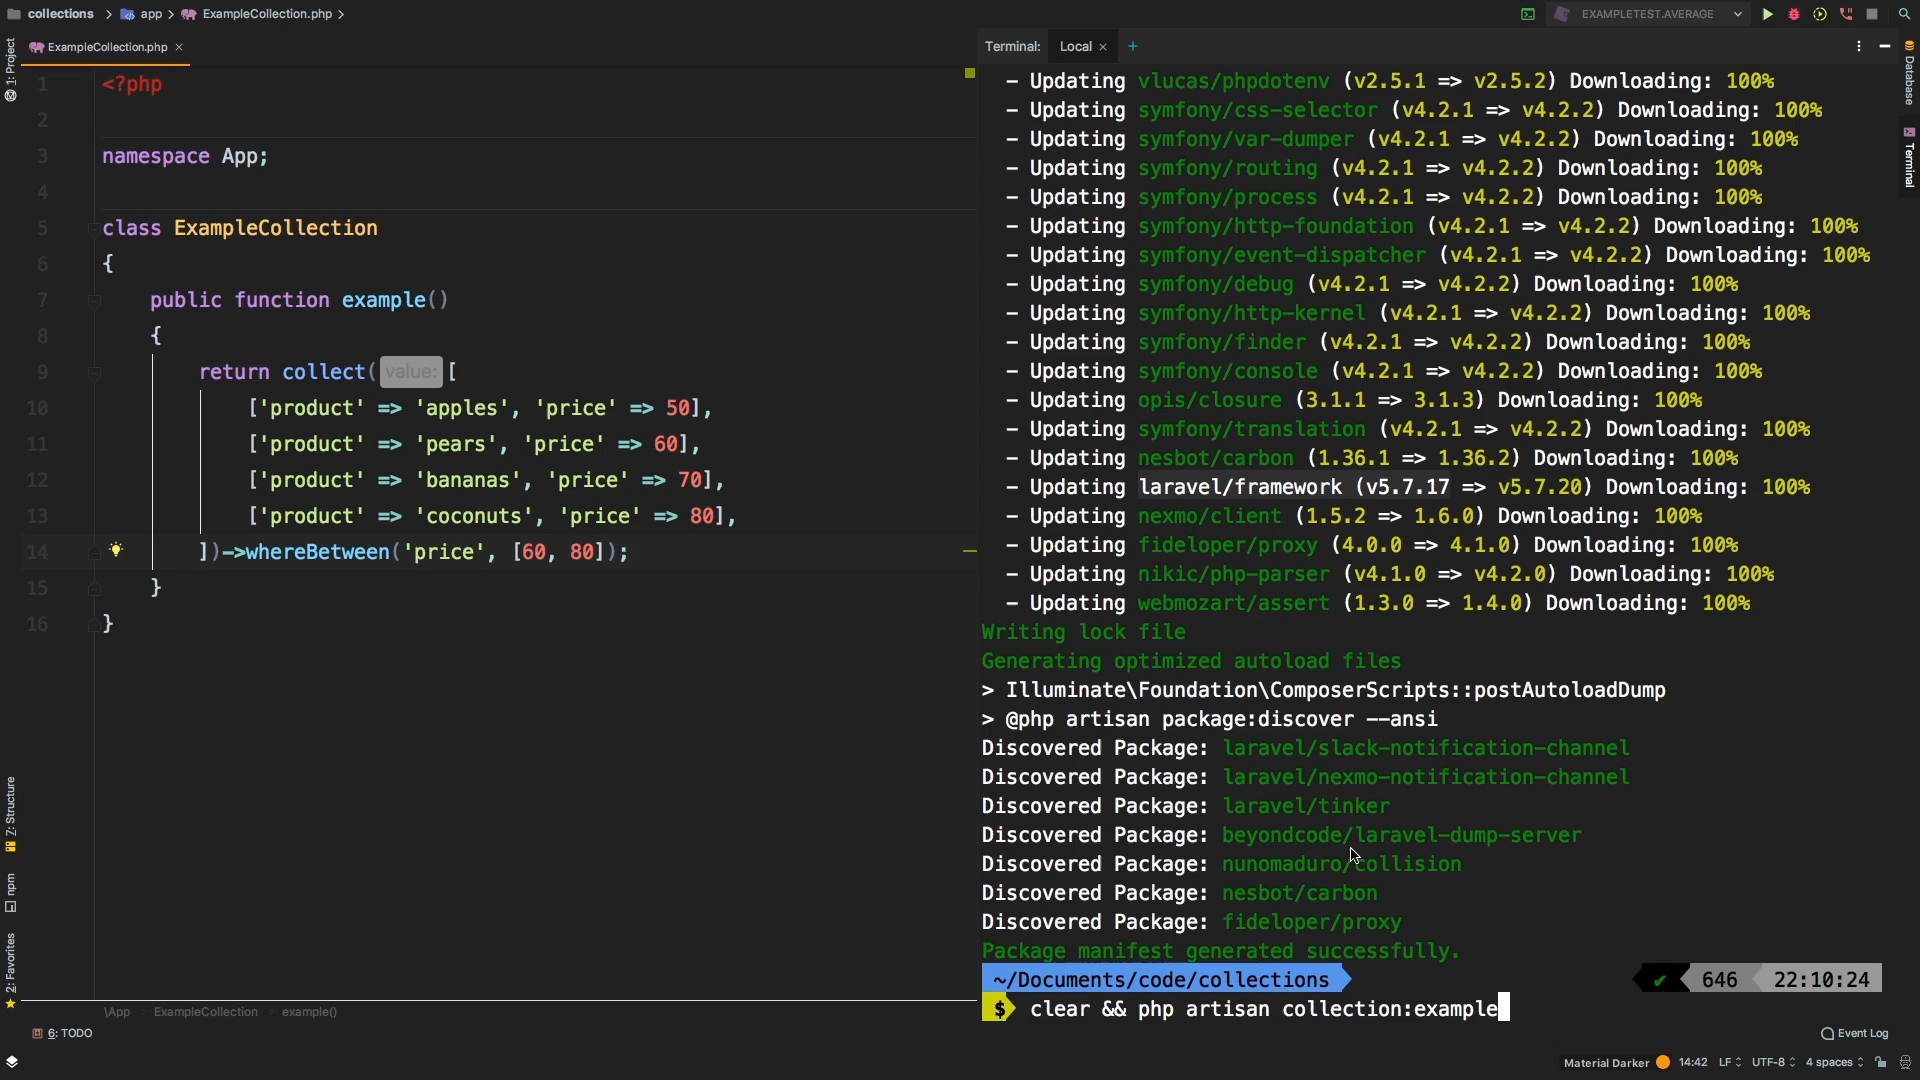 collections > app > ExampleCollection.php >
EXAMPLETEST.AVERAGE
1: Project
ExampleCollection.php ×
Terminal: Local × +
Database
Terminal
1 <?php
2
3 namespace App;
4
5 class ExampleCollection
6 {
7 public function example()
8 {
9 return collect( value: [
10 ['product' => 'apples', 'price' => 50],
11 ['product' => 'pears', 'price' => 60],
12 ['product' => 'bananas', 'price' => 70],
13 ['product' => 'coconuts', 'price' => 80],
14 ])->whereBetween('price', [60, 80]);
15 }
16 }
- Updating vlucas/phpdotenv (v2.5.1 => v2.5.2) Downloading: 100%
- Updating symfony/css-selector (v4.2.1 => v4.2.2) Downloading: 100%
- Updating symfony/var-dumper (v4.2.1 => v4.2.2) Downloading: 100%
- Updating symfony/routing (v4.2.1 => v4.2.2) Downloading: 100%
- Updating symfony/process (v4.2.1 => v4.2.2) Downloading: 100%
- Updating symfony/http-foundation (v4.2.1 => v4.2.2) Downloading: 100%
- Updating symfony/event-dispatcher (v4.2.1 => v4.2.2) Downloading: 100%
- Updating symfony/debug (v4.2.1 => v4.2.2) Downloading: 100%
- Updating symfony/http-kernel (v4.2.1 => v4.2.2) Downloading: 100%
- Updating symfony/finder (v4.2.1 => v4.2.2) Downloading: 100%
- Updating symfony/console (v4.2.1 => v4.2.2) Downloading: 100%
- Updating opis/closure (3.1.1 => 3.1.3) Downloading: 100%
- Updating symfony/translation (v4.2.1 => v4.2.2) Downloading: 100%
- Updating nesbot/carbon (1.36.1 => 1.36.2) Downloading: 100%
- Updating laravel/framework (v5.7.17 => v5.7.20) Downloading: 100%
- Updating nexmo/client (1.5.2 => 1.6.0) Downloading: 100%
- Updating fideloper/proxy (4.0.0 => 4.1.0) Downloading: 100%
- Updating nikic/php-parser (v4.1.0 => v4.2.0) Downloading: 100%
- Updating webmozart/assert (1.3.0 => 1.4.0) Downloading: 100%
Writing lock file
Generating optimized autoload files
> Illuminate\Foundation\ComposerScripts::postAutoloadDump
> @php artisan package:discover --ansi
Discovered Package: laravel/slack-notification-channel
Discovered Package: laravel/nexmo-notification-channel
Discovered Package: laravel/tinker
Discovered Package: beyondcode/laravel-dump-server
Discovered Package: nunomaduro/collision
Discovered Package: nesbot/carbon
Discovered Package: fideloper/proxy
Package manifest generated successfully.
~/Documents/code/collections ✔ 646 22:10:24
$ clear && php artisan collection:example
Z: Structure
npm
2: Favorites
\App ExampleCollection example()
6: TODO
Event Log
Material Darker 14:42 LF UTF-8 4 spaces